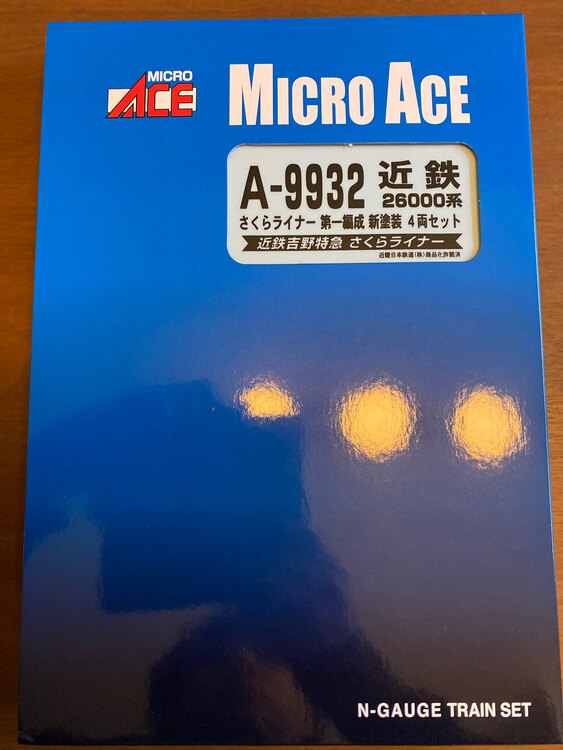 MICRO
ACE
MICRO ACE
A-9932 近鉄
26000系
さくらライナー 第一編成 新塗装 4両セット
近鉄吉野特急 さくらライナー
近畿日本鉄道(株)商品化許諾済
N-GAUGE TRAIN SET